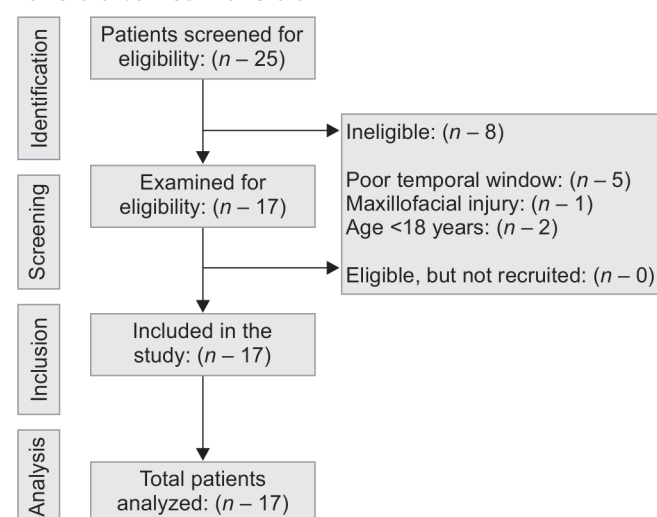 Identification
Patients screened for
eligibility: (n – 25)
Ineligible: (n – 8)
Poor temporal window: (n – 5)
Maxillofacial injury: (n – 1)
Age <18 years: (n – 2)
Eligible, but not recruited: (n – 0)
Screening
Examined for
eligibility: (n – 17)
Inclusion
Included in the
study: (n – 17)
Analysis
Total patients
analyzed: (n – 17)